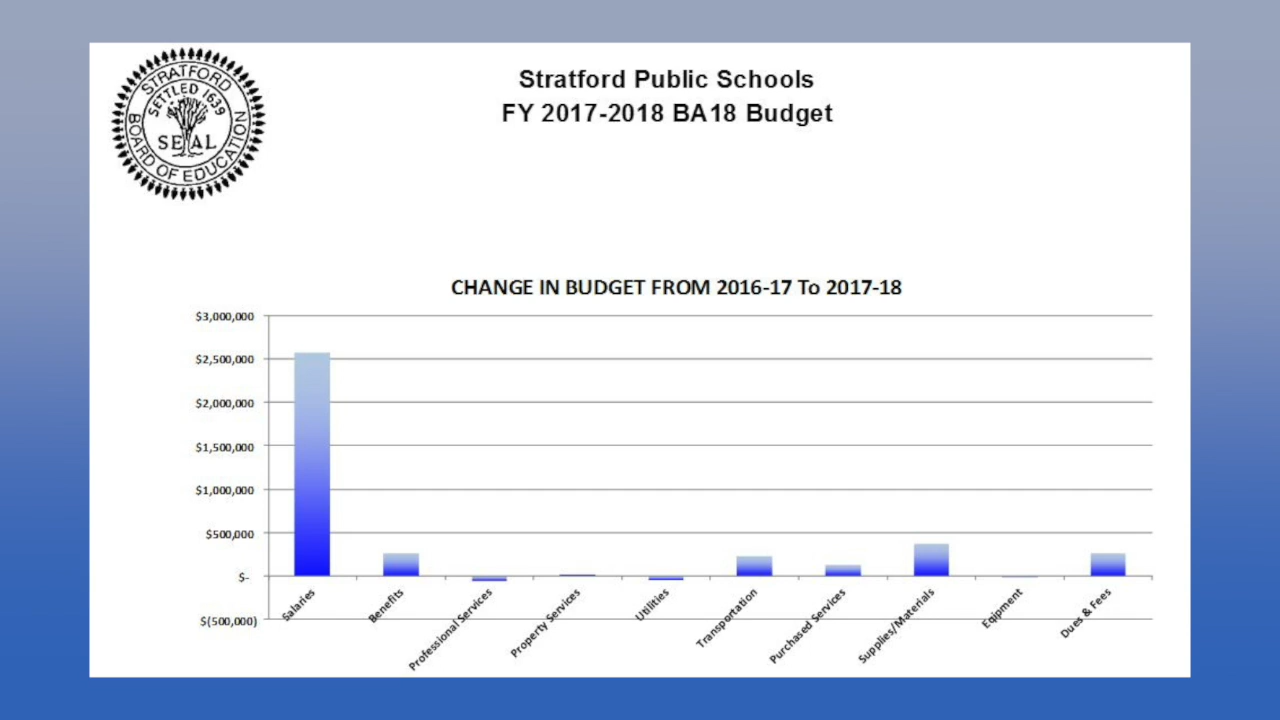 STRATFORD
SETTLED 1639
SEAL
BOARD OF EDUCATION
Stratford Public Schools
FY 2017-2018 BA18 Budget
CHANGE IN BUDGET FROM 2016-17 To 2017-18
$3,000,000
$2,500,000
$2,000,000
$1,500,000
$1,000,000
$500,000
$-
$(500,000)
Salaries
Benefits
Professional Services
Property Services
Utilities
Transportation
Purchased Services
Supplies/Materials
Eqipment
Dues & Fees